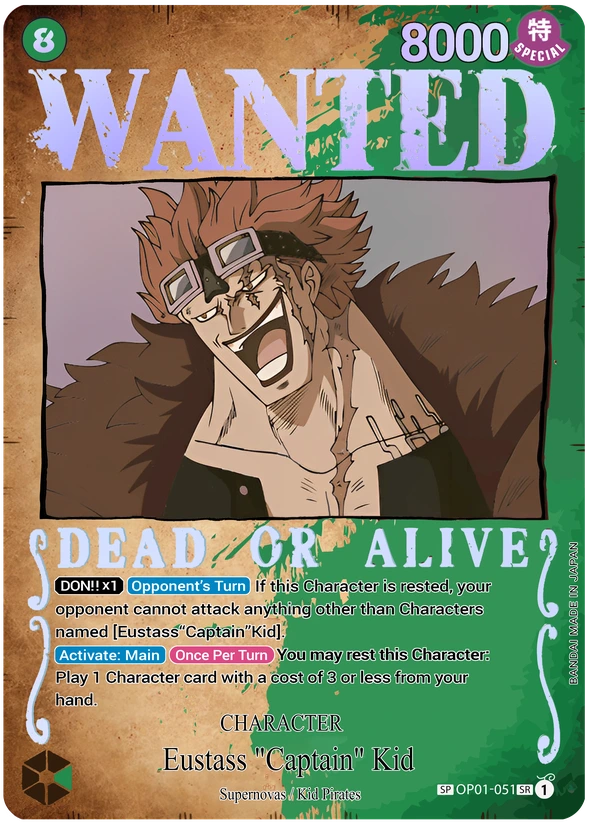 8
8000
特
SPECIAL
WANTED
DEAD OR ALIVE
DON!! x1 Opponent's Turn If this Character is rested, your
opponent cannot attack anything other than Characters
named [Eustass"Captain"Kid].
Activate: Main Once Per Turn You may rest this Character:
Play 1 Character card with a cost of 3 or less from your
hand.
BANDAI MADE IN JAPAN
CHARACTER
Eustass "Captain" Kid
Supernovas / Kid Pirates
SP OP01-051 SR 1